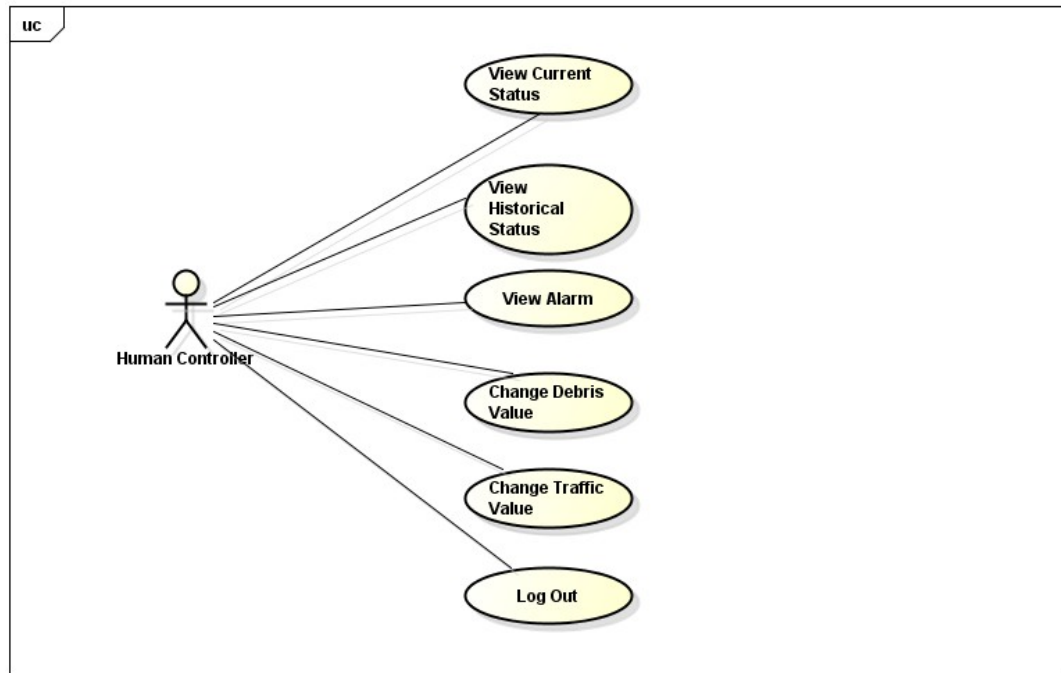 uc
View Current
Status
View
Historical
Status
View Alarm
Human Controller
Change Debris
Value
Change Traffic
Value
Log Out